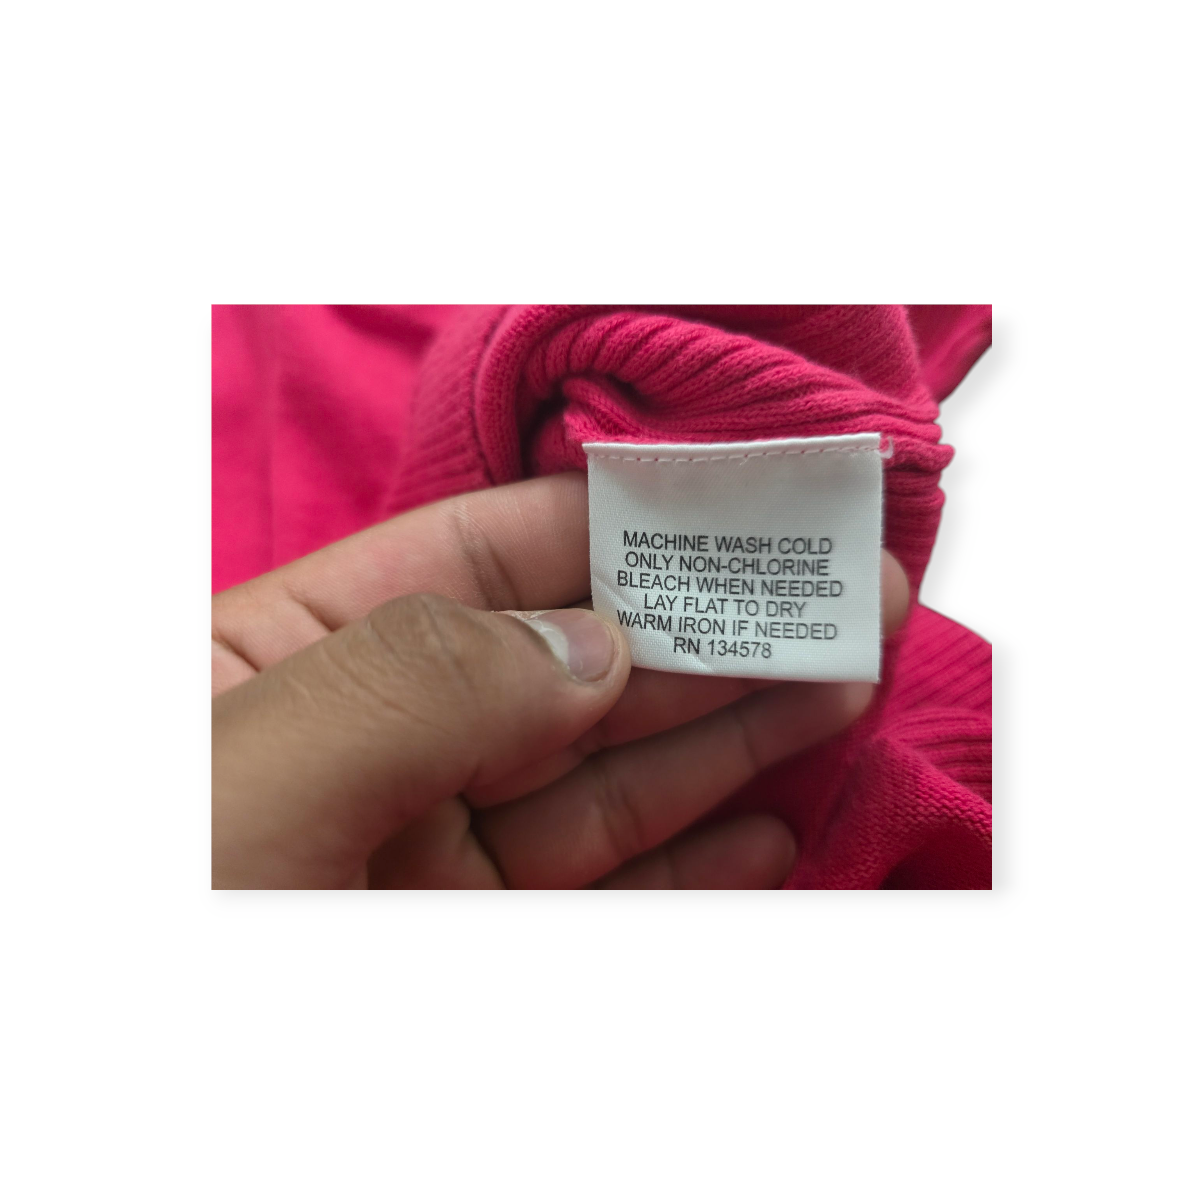 MACHINE WASH COLD
ONLY NON-CHLORINE
BLEACH WHEN NEEDED
LAY FLAT TO DRY
WARM IRON IF NEEDED
RN 134578